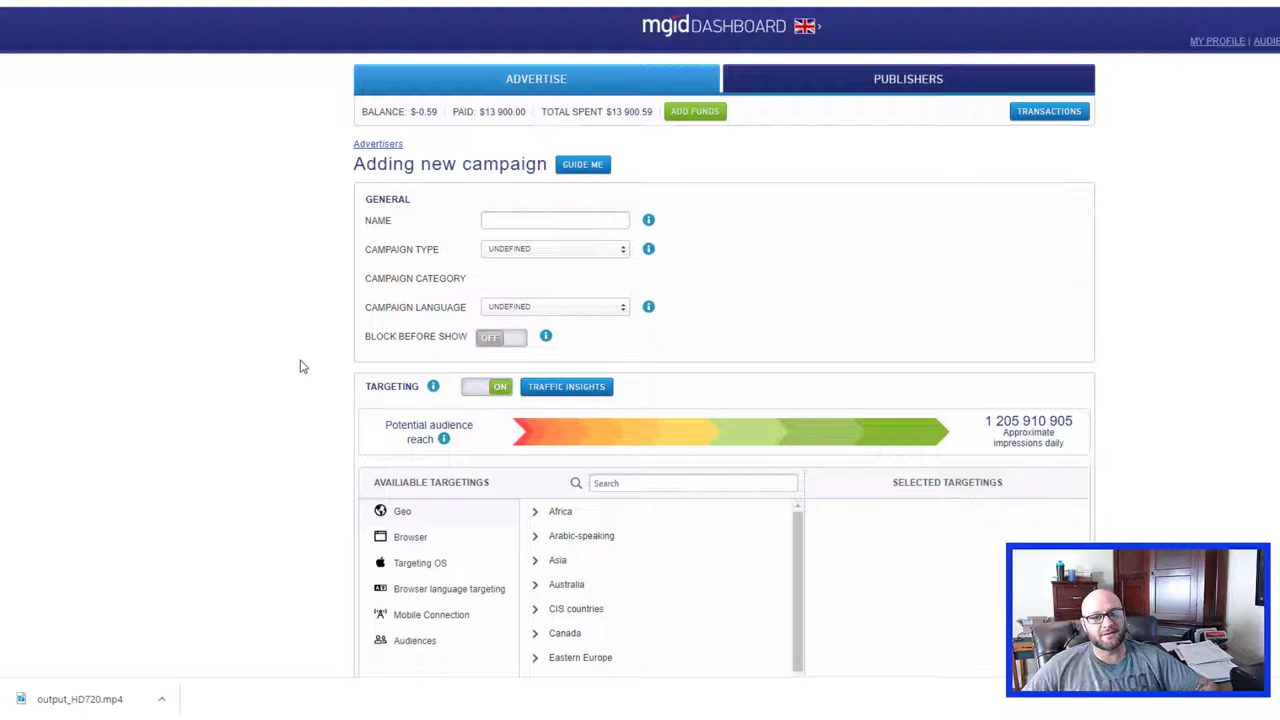 mgid DASHBOARD
MY PROFILE | AUDIE
ADVERTISE
PUBLISHERS
BALANCE: $-0.59 PAID: $13 900.00 TOTAL SPENT $13 900.59 ADD FUNDS TRANSACTIONS
Advertisers
Adding new campaign GUIDE ME
GENERAL
NAME
CAMPAIGN TYPE UNDEFINED
CAMPAIGN CATEGORY
CAMPAIGN LANGUAGE UNDEFINED
BLOCK BEFORE SHOW OFF
TARGETING ON TRAFFIC INSIGHTS
Potential audience
reach
1 205 910 905
Approximate
impressions daily
AVAILIABLE TARGETINGS
Search
SELECTED TARGETINGS
Geo
Browser
Targeting OS
Browser language targeting
Mobile Connection
Audiences
Africa
Arabic-speaking
Asia
Australia
CIS countries
Canada
Eastern Europe
output_HD720.mp4